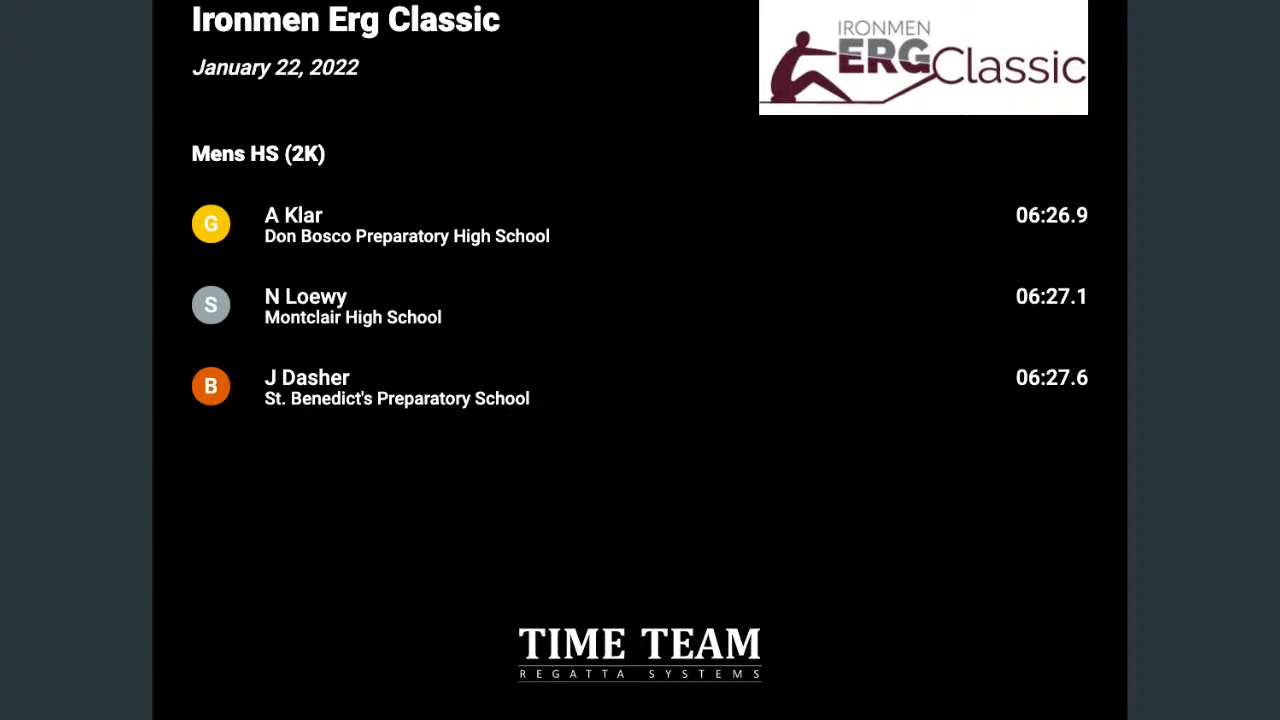 Ironmen Erg Classic
January 22, 2022
IRONMEN
ERG Classic
Mens HS (2K)
G
A Klar
06:26.9
Don Bosco Preparatory High School
S
N Loewy
06:27.1
Montclair High School
B
J Dasher
06:27.6
St. Benedict's Preparatory School
TIME TEAM
REGATTA SYSTEMS